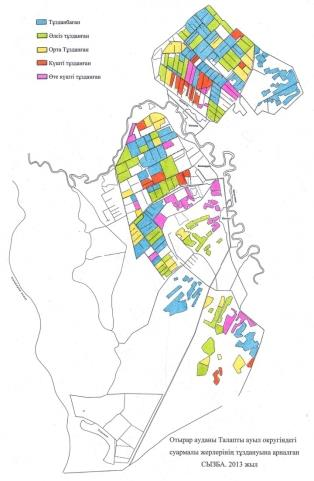 Тұзданбаған
Әлсіз тұзданған
Орта Тұзданған
Күшті тұзданған
Өте күшті тұзданған
Отырар ауданы Талапты ауыл округіндегі
суармалы жерлерінің тұздануына арналған
СЫЗБА. 2013 жыл